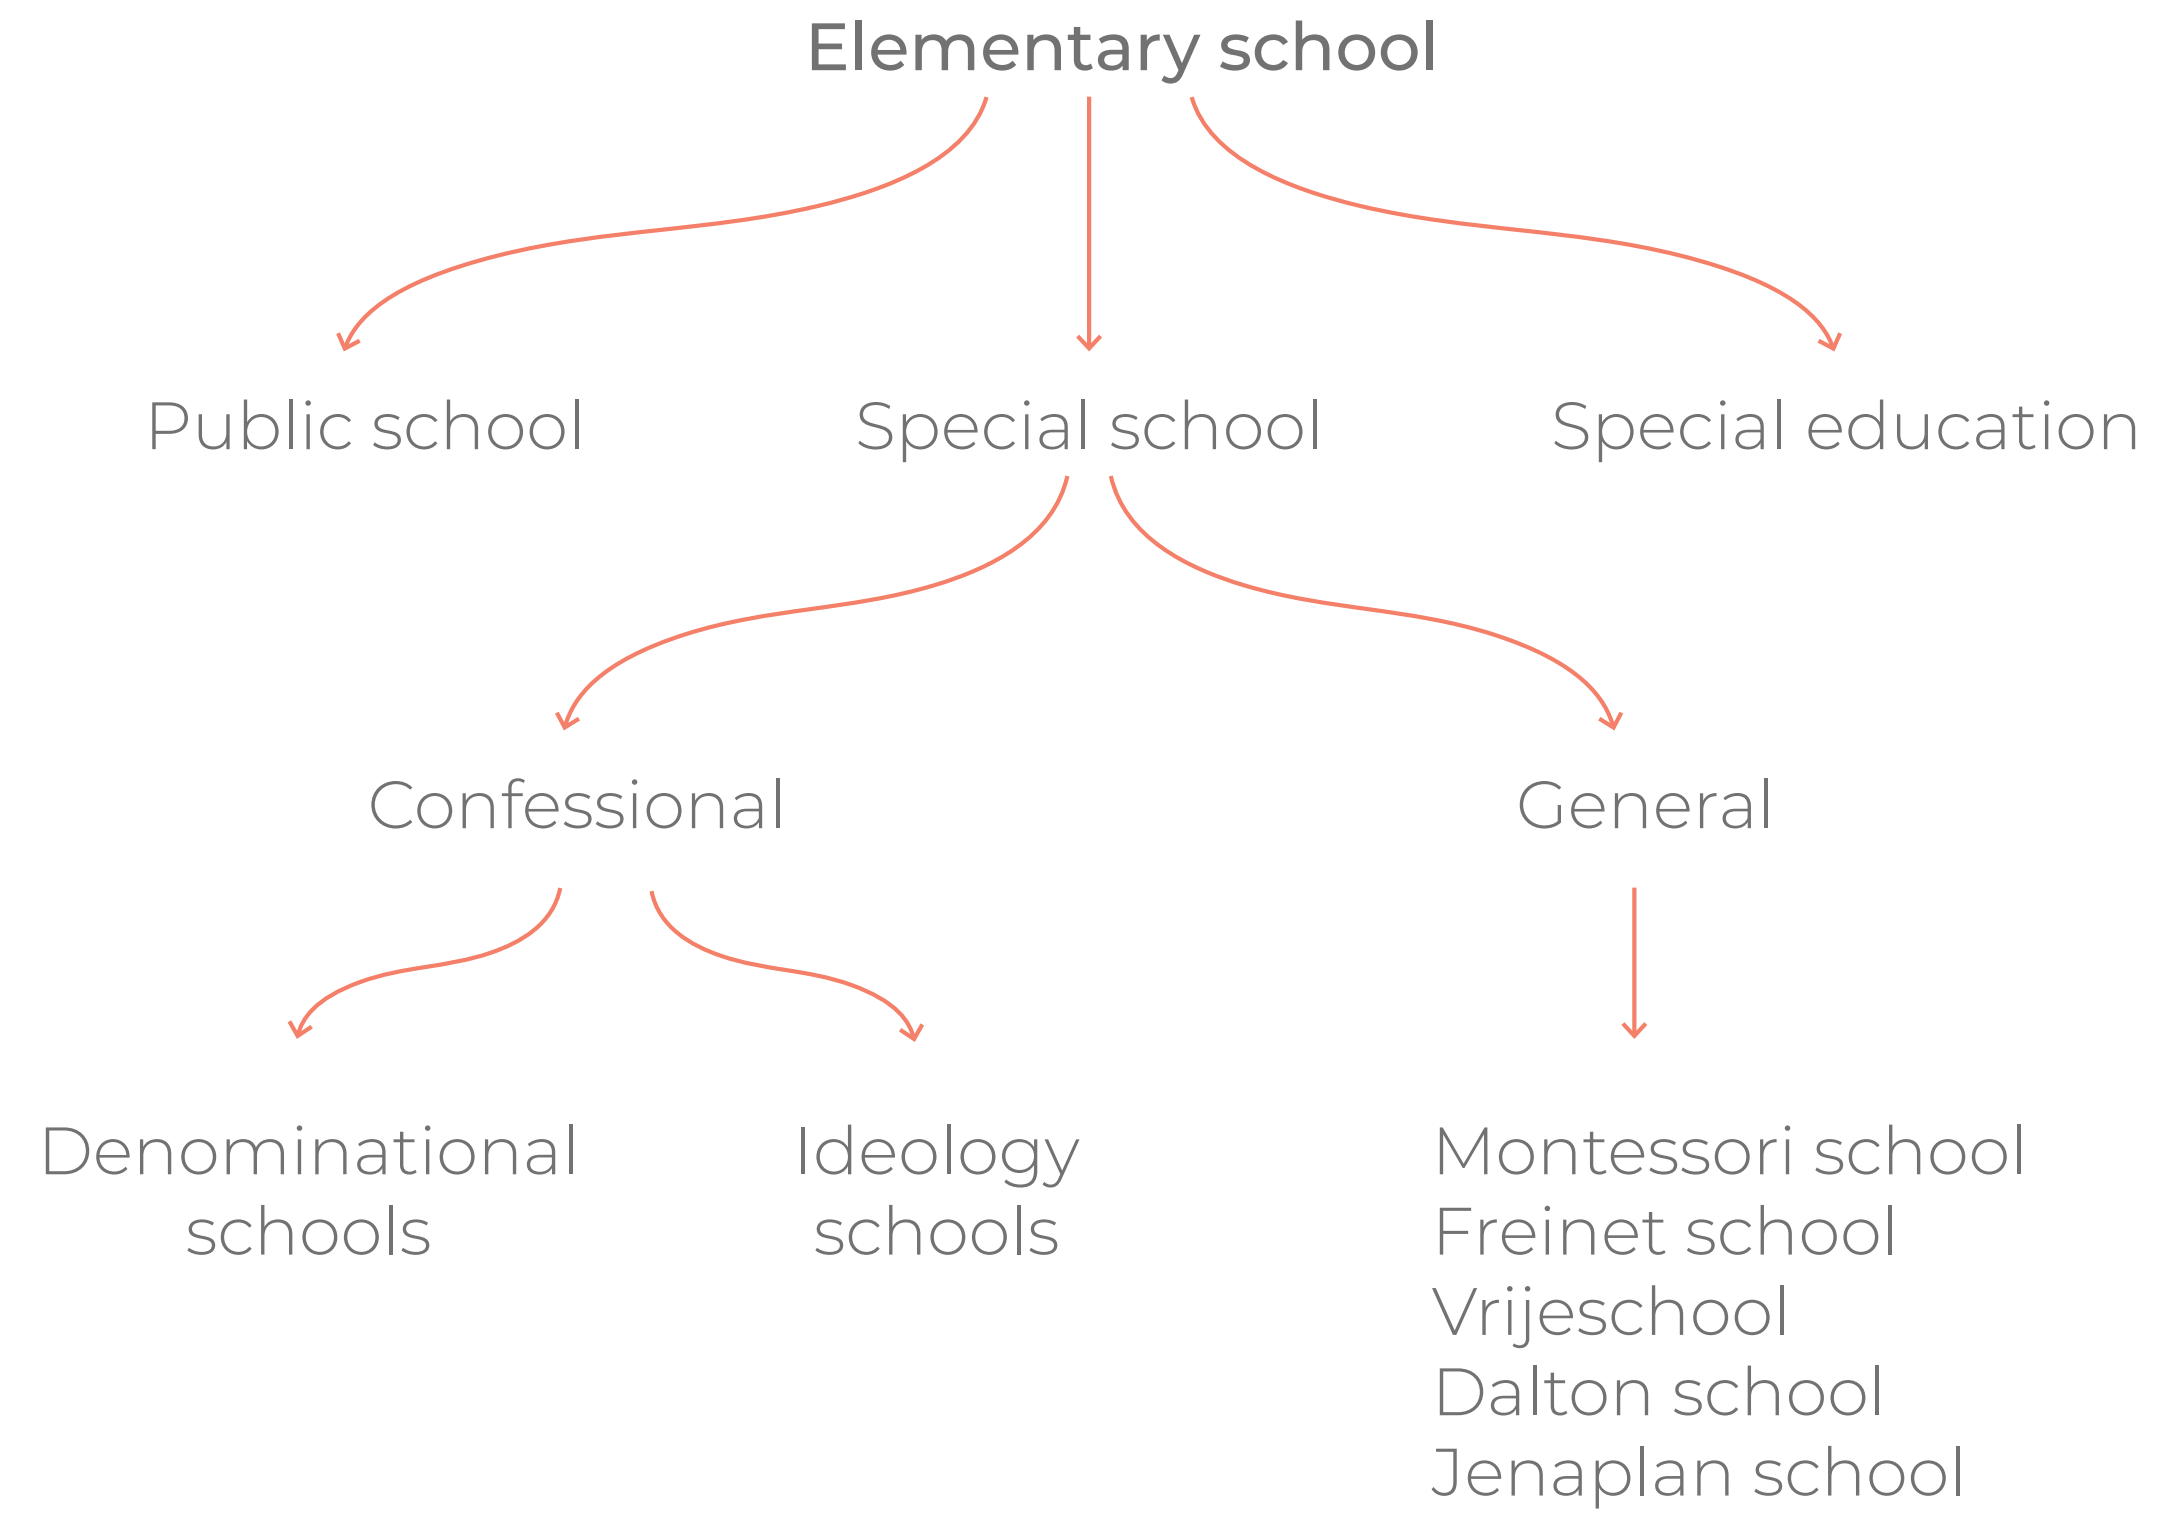 Elementary school
Public school
Special school
Special education
Confessional
General
Denominational
schools
Ideology
schools
Montessori school
Freinet school
Vrijeschool
Dalton school
Jenaplan school